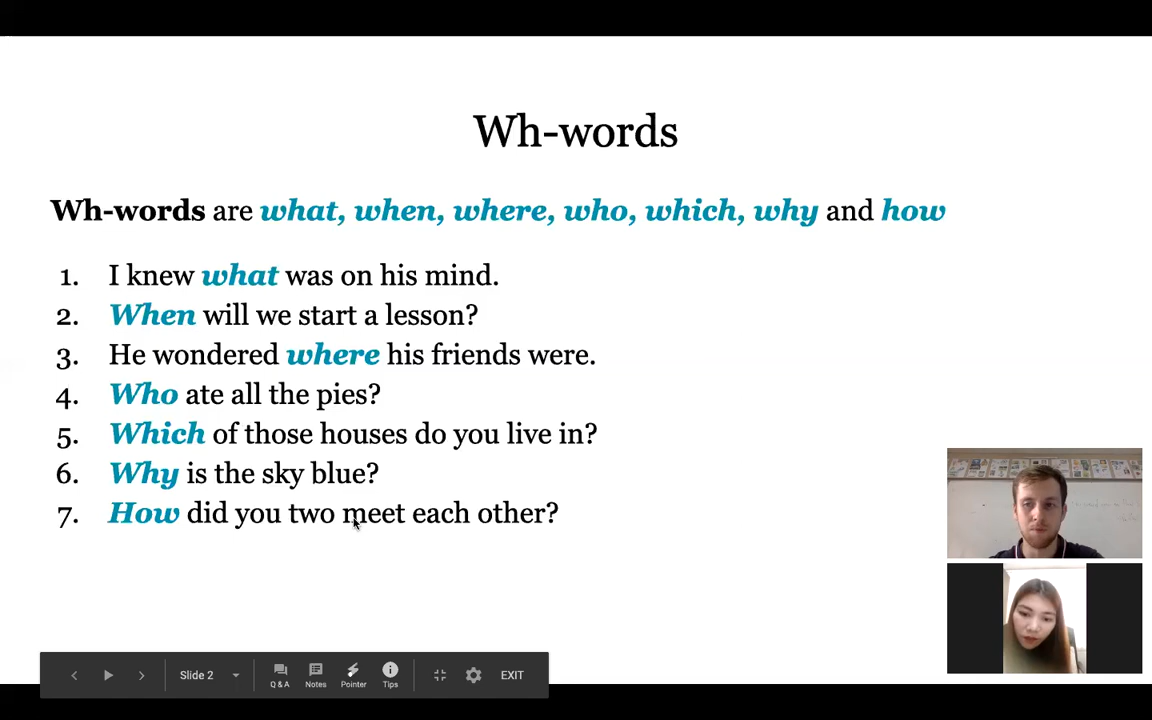 Wh-words
Wh-words are what, when, where, who, which, why and how
1. I knew what was on his mind.
2. When will we start a lesson?
3. He wondered where his friends were.
4. Who ate all the pies?
5. Which of those houses do you live in?
6. Why is the sky blue?
7. How did you two meet each other?
Slide 2
Q & A
Notes
Pointer
Tips
EXIT